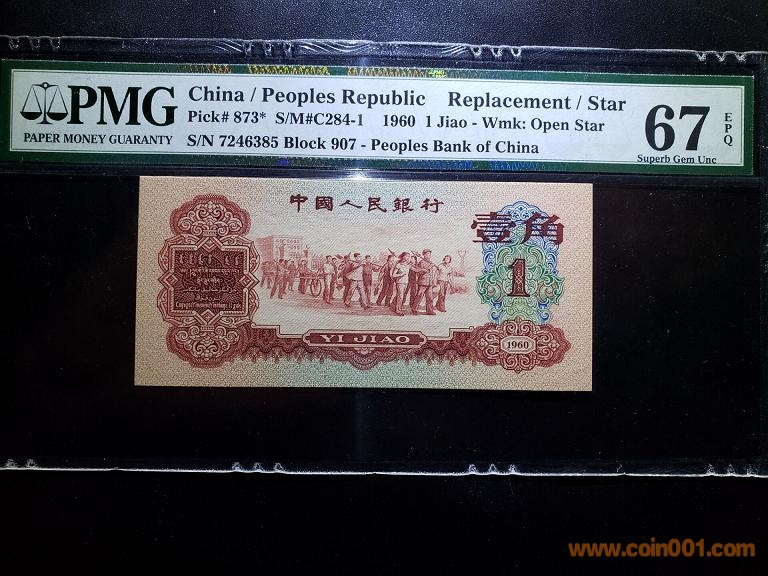 PMG
PAPER MONEY GUARANTY
China / Peoples Republic Replacement / Star
Pick# 873* S/M#C284-1 1960 1 Jiao - Wmk: Open Star
S/N 7246385 Block 907 - Peoples Bank of China
67
EPQ
Superb Gem Unc
中國人民銀行
壹角
1
YI JIAO
1960
www.coin001.com